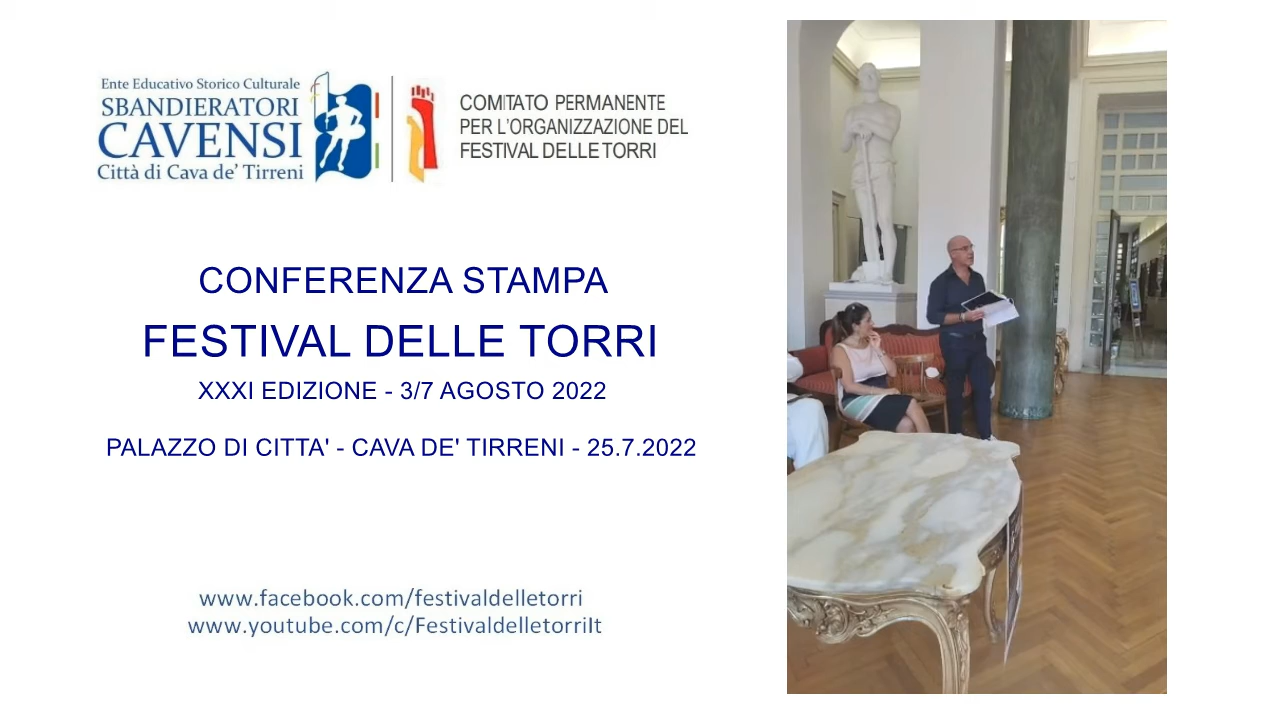 Ente Educativo Storico Culturale
SBANDIERATORI
CAVENSI
Città di Cava de' Tirreni
COMITATO PERMANENTE
PER L'ORGANIZZAZIONE DEL
FESTIVAL DELLE TORRI
CONFERENZA STAMPA
FESTIVAL DELLE TORRI
XXXI EDIZIONE - 3/7 AGOSTO 2022
PALAZZO DI CITTA' - CAVA DE' TIRRENI - 25.7.2022
www.facebook.com/festivaldelletorri
www.youtube.com/c/FestivaldelletorriIt